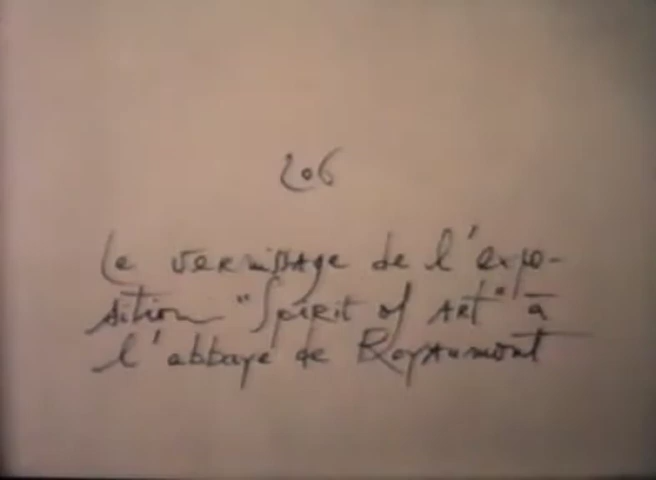 206
Le vernissage de l'expo-
sition "Spirit of Art" à
l'abbaye de Royaumont